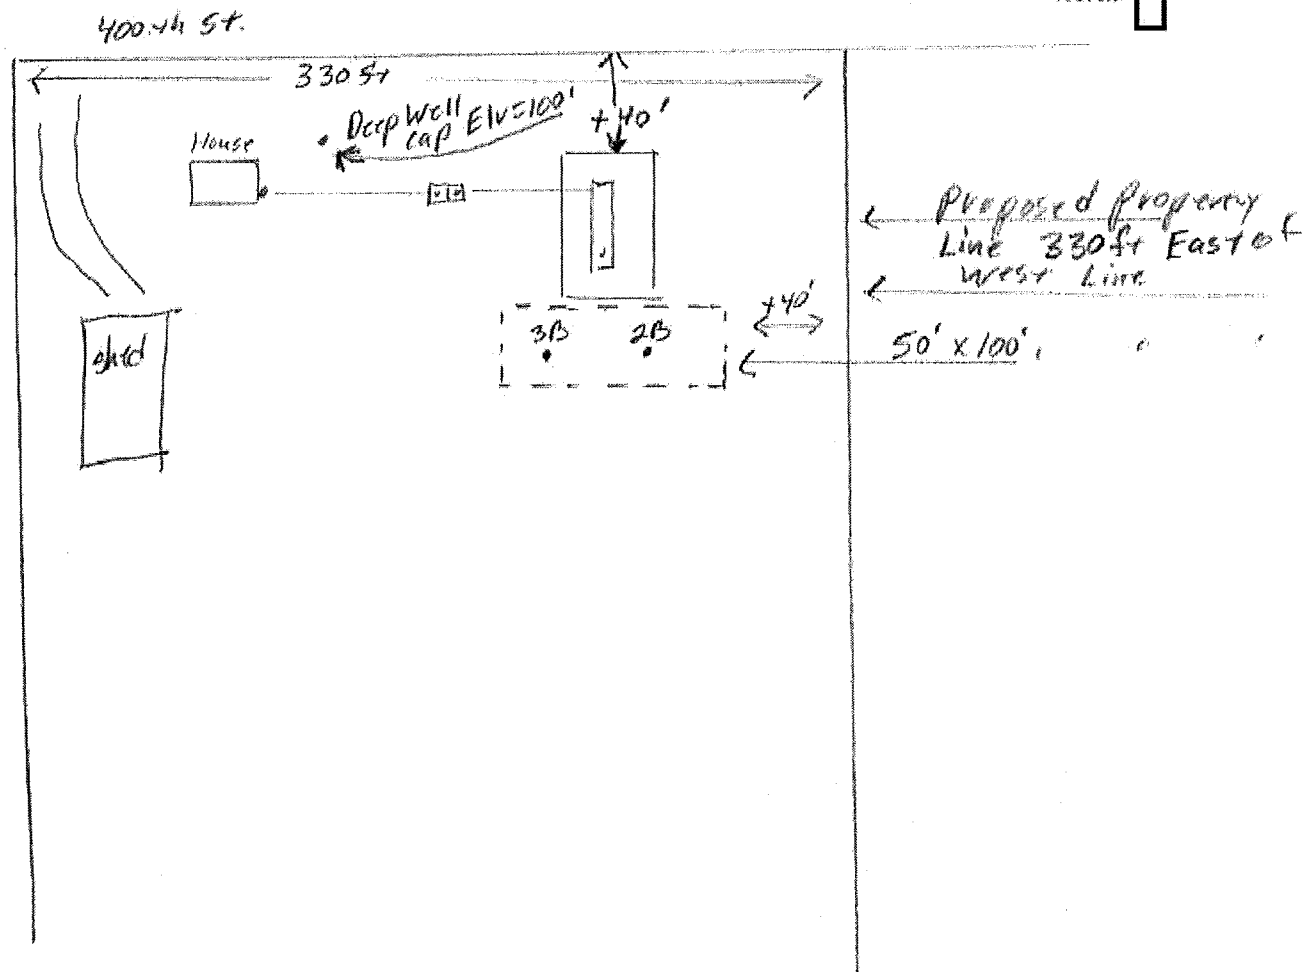 400th St.
330 ft
Deep Well
cap Elv=100'
+40'
House
Proposed Property
Line 330ft East of
West Line
+40'
3B
2B
50' x 100'
shed